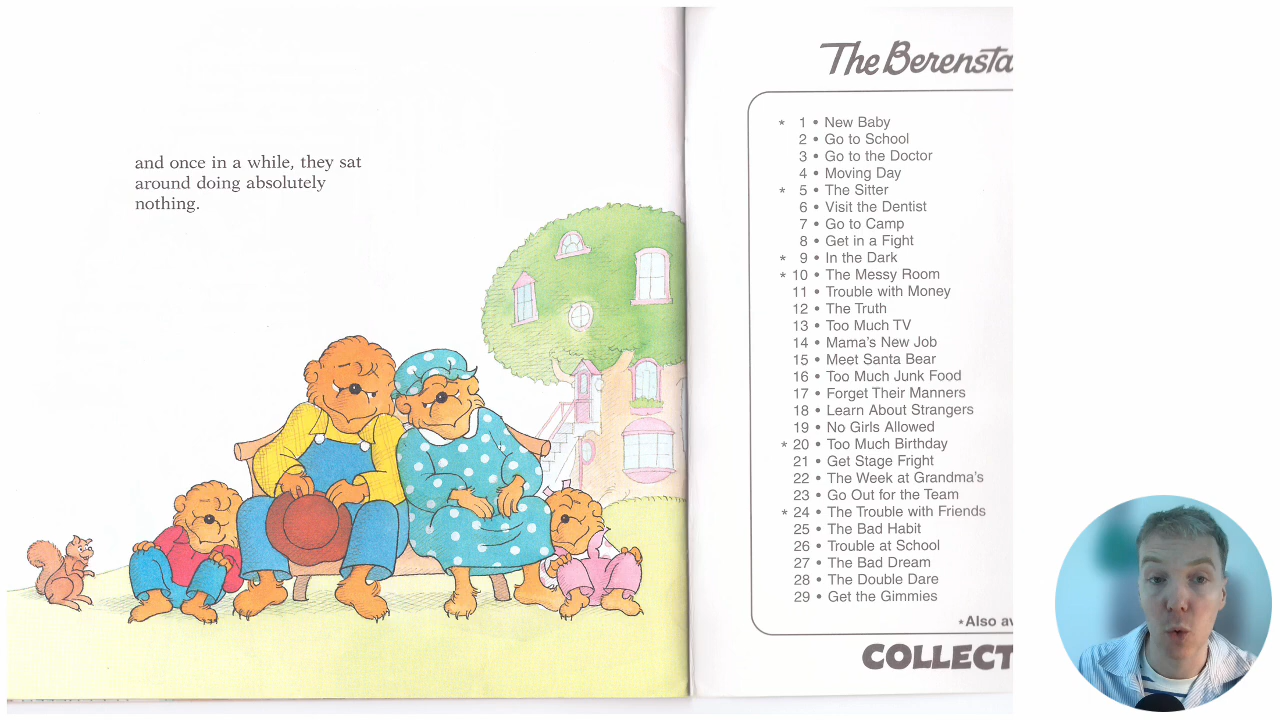 and once in a while, they sat
around doing absolutely
nothing.
The Berensta
* 1 • New Baby
2 • Go to School
3 • Go to the Doctor
4 • Moving Day
* 5 • The Sitter
6 • Visit the Dentist
7 • Go to Camp
8 • Get in a Fight
* 9 • In the Dark
* 10 • The Messy Room
11 • Trouble with Money
12 • The Truth
13 • Too Much TV
14 • Mama's New Job
15 • Meet Santa Bear
16 • Too Much Junk Food
17 • Forget Their Manners
18 • Learn About Strangers
19 • No Girls Allowed
* 20 • Too Much Birthday
21 • Get Stage Fright
22 • The Week at Grandma's
23 • Go Out for the Team
* 24 • The Trouble with Friends
25 • The Bad Habit
26 • Trouble at School
27 • The Bad Dream
28 • The Double Dare
29 • Get the Gimmies
*Also av
COLLECT